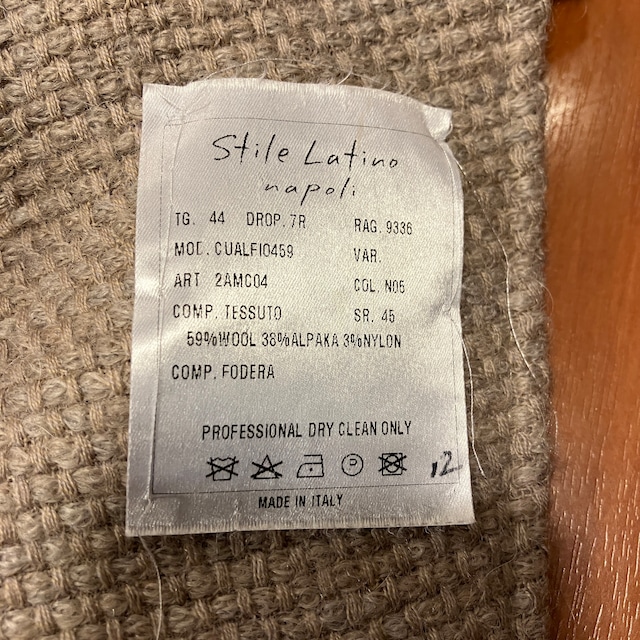 Stile Latino
napoli
TG. 44 DROP. 7R RAG. 9336
MOD. CUALFIO459 VAR.
ART 2AMC04 COL. N05
COMP. TESSUTO SR. 45
59%WOOL 38%ALPAKA 3%NYLON
COMP. FODERA
PROFESSIONAL DRY CLEAN ONLY
P
12
MADE IN ITALY